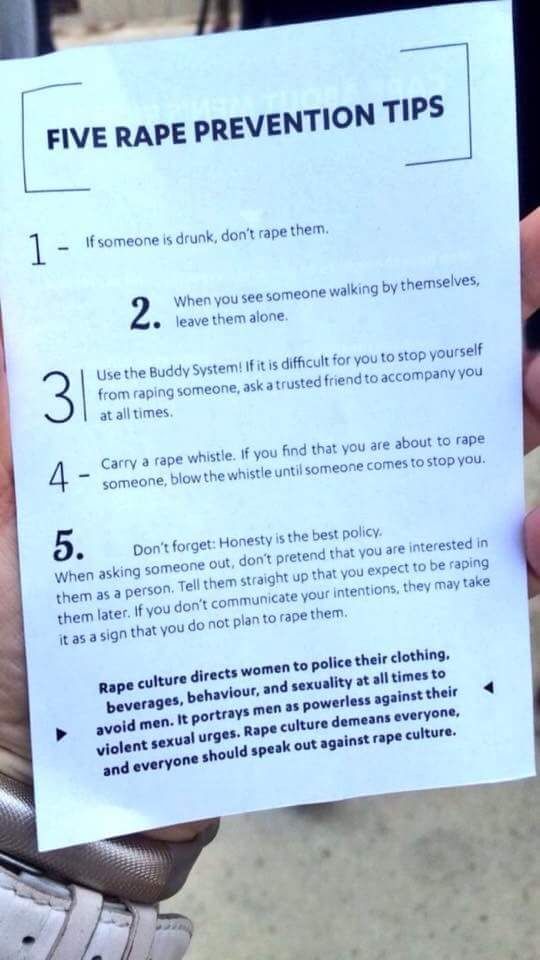 FIVE RAPE PREVENTION TIPS
1 - If someone is drunk, don't rape them.
2. When you see someone walking by themselves,
leave them alone.
3 Use the Buddy System! If it is difficult for you to stop yourself
from raping someone, ask a trusted friend to accompany you
at all times.
4 - Carry a rape whistle. If you find that you are about to rape
someone, blow the whistle until someone comes to stop you.
5. Don't forget: Honesty is the best policy.
When asking someone out, don't pretend that you are interested in
them as a person. Tell them straight up that you expect to be raping
them later. If you don't communicate your intentions, they may take
it as a sign that you do not plan to rape them.
Rape culture directs women to police their clothing,
beverages, behaviour, and sexuality at all times to
avoid men. It portrays men as powerless against their
violent sexual urges. Rape culture demeans everyone,
and everyone should speak out against rape culture.